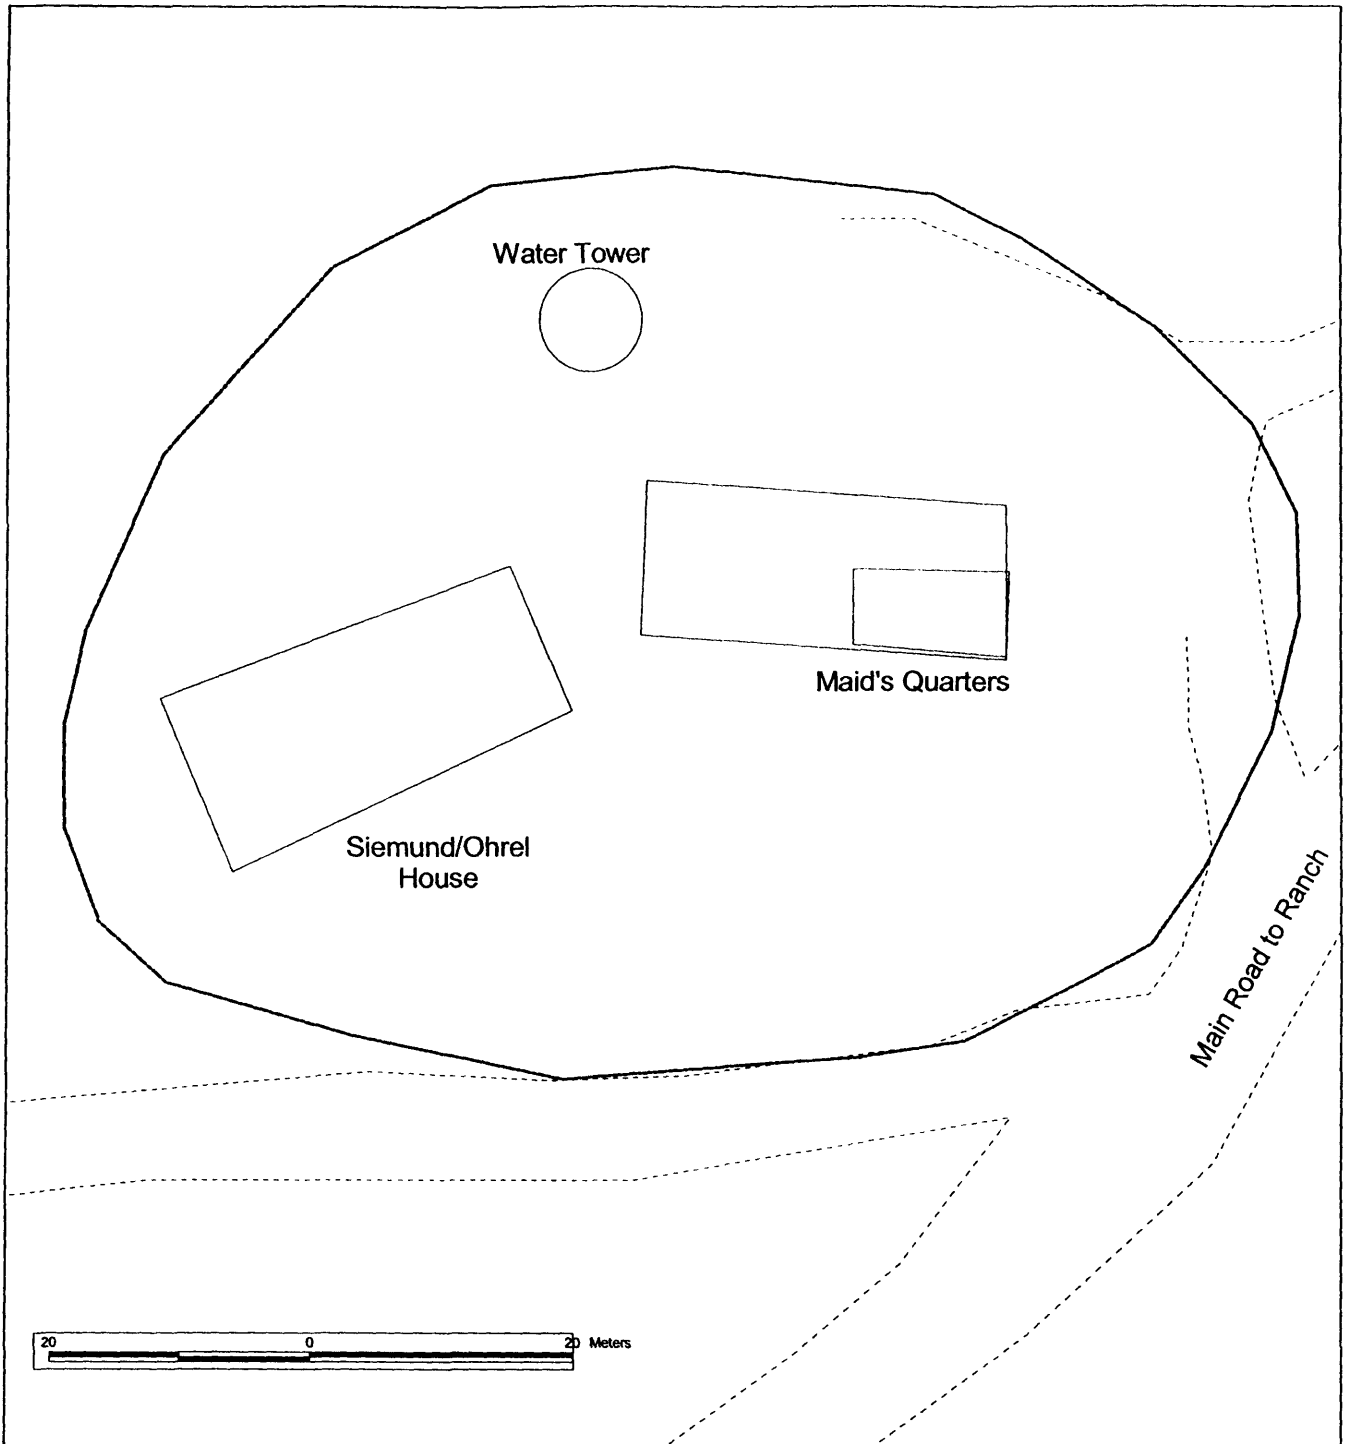 Water Tower
Maid's Quarters
Siemund/Ohrel
House
Main Road to Ranch
20 0 20 Meters